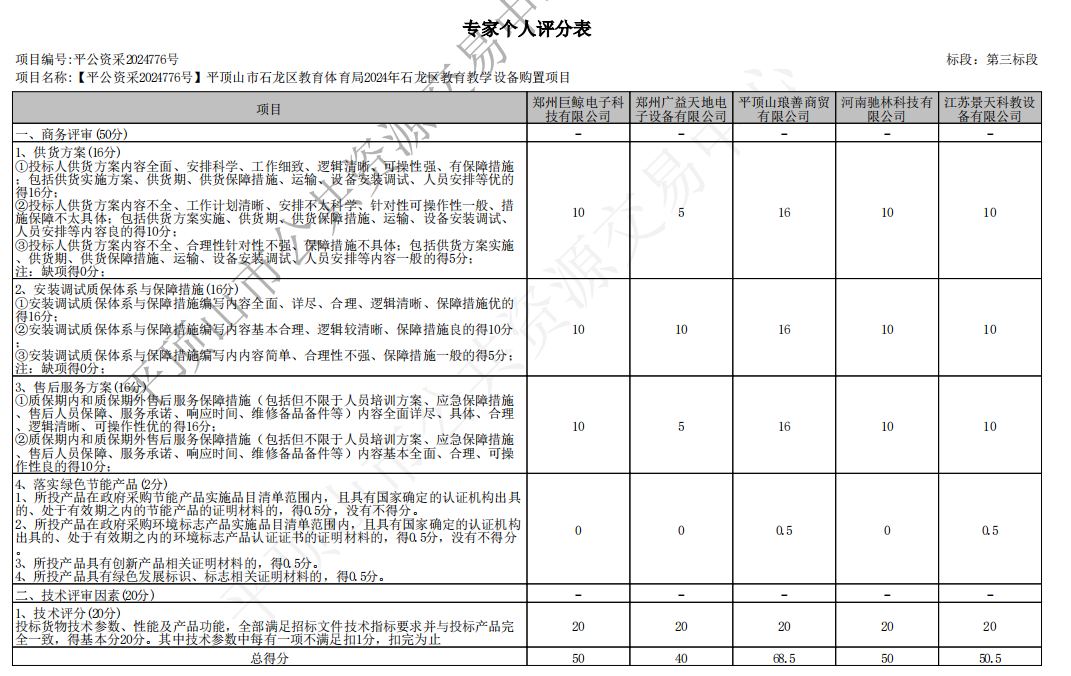 专家个人评分表
项目编号:平公资采2024776号 标段：第三标段
项目名称:【平公资采2024776号】平顶山市石龙区教育体育局2024年石龙区教育教学设备购置项目
项目 郑州巨鲸电子科技有限公司 郑州广益天地电子设备有限公司 平顶山琅善商贸有限公司 河南驰林科技有限公司 江苏景天科教设备有限公司
一、商务评审(50分) - - - - -
1、供货方案(16分)
①投标人供货方案内容全面、安排科学、工作细致、逻辑清晰、可操性强、有保障措施
；包括供货实施方案、供货期、供货保障措施、运输、设备安装调试、人员安排等优的
得16分；
②投标人供货方案内容不全、工作计划清晰、安排不太科学、针对性可操作性一般、措
施保障不太具体；包括供货方案实施、供货期、供货保障措施、运输、设备安装调试、
人员安排等内容良的得10分；
③投标人供货方案内容不全、合理性针对性不强、保障措施不具体；包括供货方案实施
、供货期、供货保障措施、运输、设备安装调试、人员安排等内容一般的得5分；
注：缺项得0分；
10 5 16 10 10
2、安装调试质保体系与保障措施(16分)
①安装调试质保体系与保障措施编写内容全面、详尽、合理、逻辑清晰、保障措施优的
得16分；
②安装调试质保体系与保障措施编写内容基本合理、逻辑较清晰、保障措施良的得10分
；
③安装调试质保体系与保障措施编写内内容简单、合理性不强、保障措施一般的得5分；
注：缺项得0分；
10 10 16 10 10
3、售后服务方案(16分)
①质保期内和质保期外售后服务保障措施（包括但不限于人员培训方案、应急保障措施
、售后人员保障、服务承诺、响应时间、维修备品备件等）内容全面详尽、具体、合理
、逻辑清晰、可操作性优的得16分；
②质保期内和质保期外售后服务保障措施（包括但不限于人员培训方案、应急保障措施
、售后人员保障、服务承诺、响应时间、维修备品备件等）内容基本全面、合理、可操
作性良的得10分；
10 5 16 10 10
4、落实绿色节能产品(2分)
1、所投产品在政府采购节能产品实施品目清单范围内，且具有国家确定的认证机构出具
的、处于有效期之内的节能产品的证明材料的，得0.5分，没有不得分。
2、所投产品在政府采购环境标志产品实施品目清单范围内，且具有国家确定的认证机构
出具的、处于有效期之内的环境标志产品认证证书的证明材料的，得0.5分，没有不得分
。
3、所投产品具有创新产品相关证明材料的，得0.5分。
4、所投产品具有绿色发展标识、标志相关证明材料的，得0.5分。
0 0 0.5 0 0.5
二、技术评审因素(20分) - - - - -
1、技术评分(20分)
投标货物技术参数、性能及产品功能，全部满足招标文件技术指标要求并与投标产品完
全一致，得基本分20分。其中技术参数中每有一项不满足扣1分，扣完为止
20 20 20 20 20
总得分 50 40 68.5 50 50.5
平顶山市公共资源交易中
平顶山市公共资源交易中心